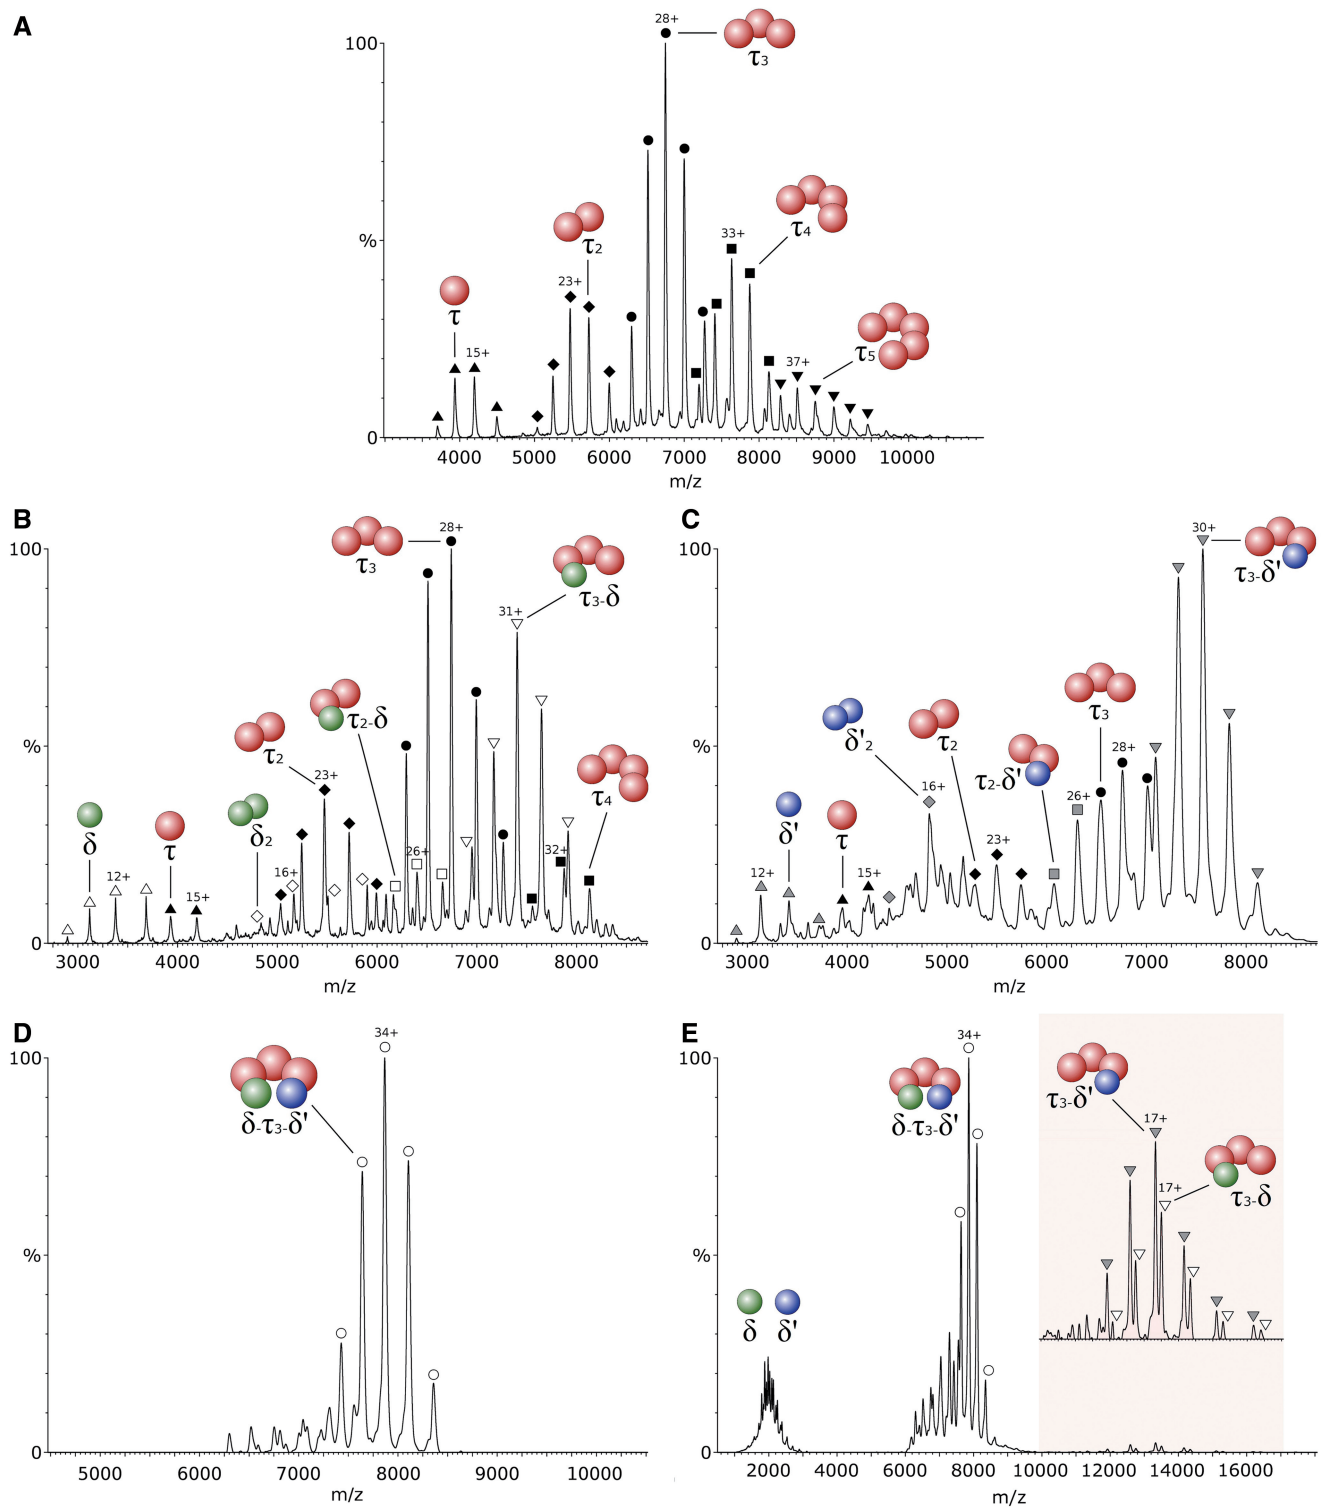 A
28+
100
τ3
τ2
23+
33+
τ4
τ
15+
τ5
37+
%
0
4000 5000 6000 7000 8000 9000 10000
m/z
B
28+
100
τ3
τ3-δ
31+
τ2-δ
τ2
23+
%
τ4
δ
δ2
τ
26+
32+
12+
16+
15+
0
3000 4000 5000 6000 7000 8000
m/z
C
30+
100
τ3-δ'
τ3
δ'2
τ2
τ2-δ'
28+
%
16+
26+
δ'
τ
23+
12+
15+
0
3000 4000 5000 6000 7000 8000
m/z
D
34+
100
δ-τ3-δ'
%
0
5000 6000 7000 8000 9000 10000
m/z
E
34+
100
δ-τ3-δ'
τ3-δ'
17+
17+
τ3-δ
%
δ δ'
0
2000 4000 6000 8000 10000 12000 14000 16000
m/z